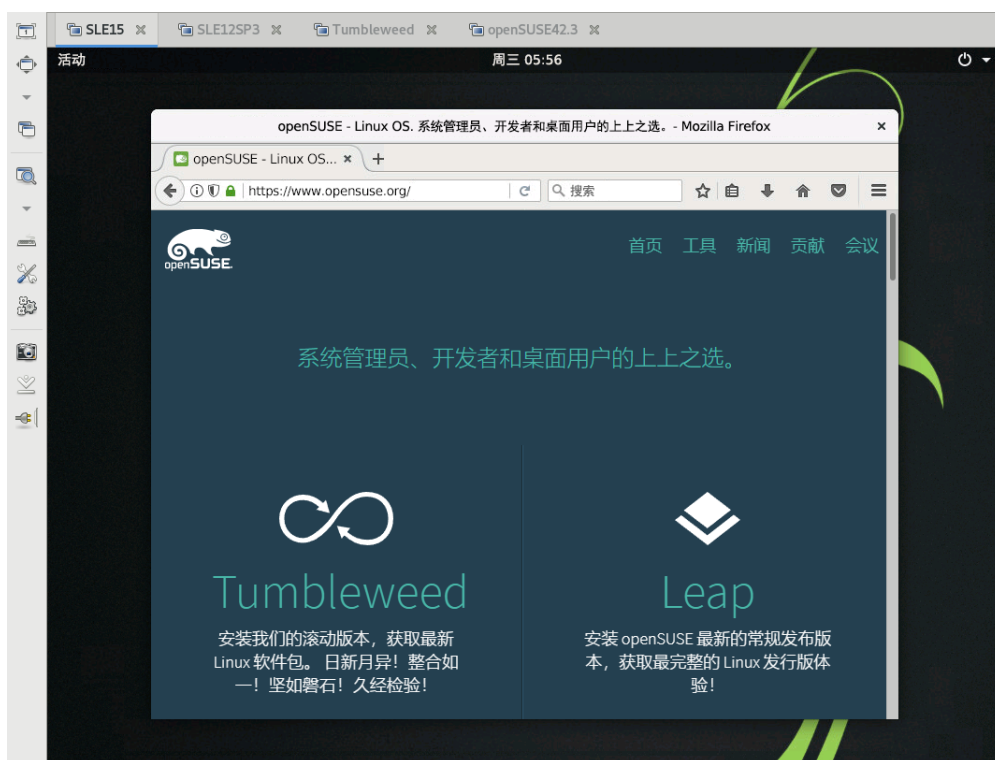 SLE15
SLE12SP3
Tumbleweed
openSUSE42.3
活动
周三 05:56
openSUSE - Linux OS. 系统管理员、开发者和桌面用户的上上之选。- Mozilla Firefox
openSUSE - Linux OS...
https://www.opensuse.org/
搜索
openSUSE.
首页 工具 新闻 贡献 会议
系统管理员、开发者和桌面用户的上上之选。
Tumbleweed
安装我们的滚动版本，获取最新
Linux 软件包。日新月异！整合如
一！坚如磐石！久经检验！
Leap
安装 openSUSE 最新的常规发布版
本，获取最完整的 Linux 发行版体
验！